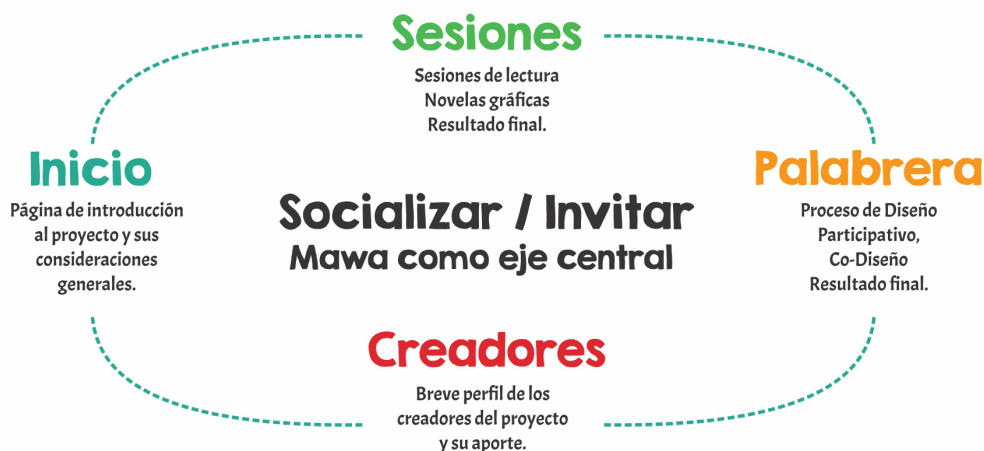 Sesiones
Sesiones de lectura
Novelas gráficas
Resultado final.
Inicio
Página de introducción
al proyecto y sus
consideraciones
generales.
Socializar / Invitar
Mawa como eje central
Palabrera
Proceso de Diseño
Participativo,
Co-Diseño
Resultado final.
Creadores
Breve perfil de los
creadores del proyecto
y su aporte.